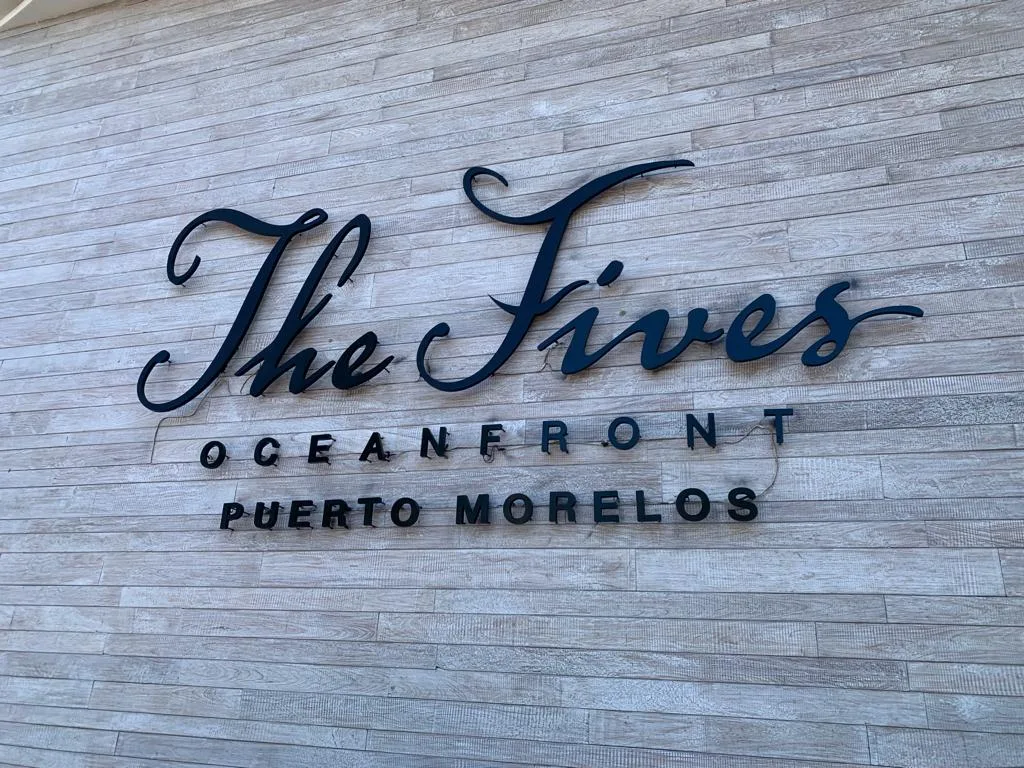 The Fives
OCEANFRONT
PUERTO MORELOS